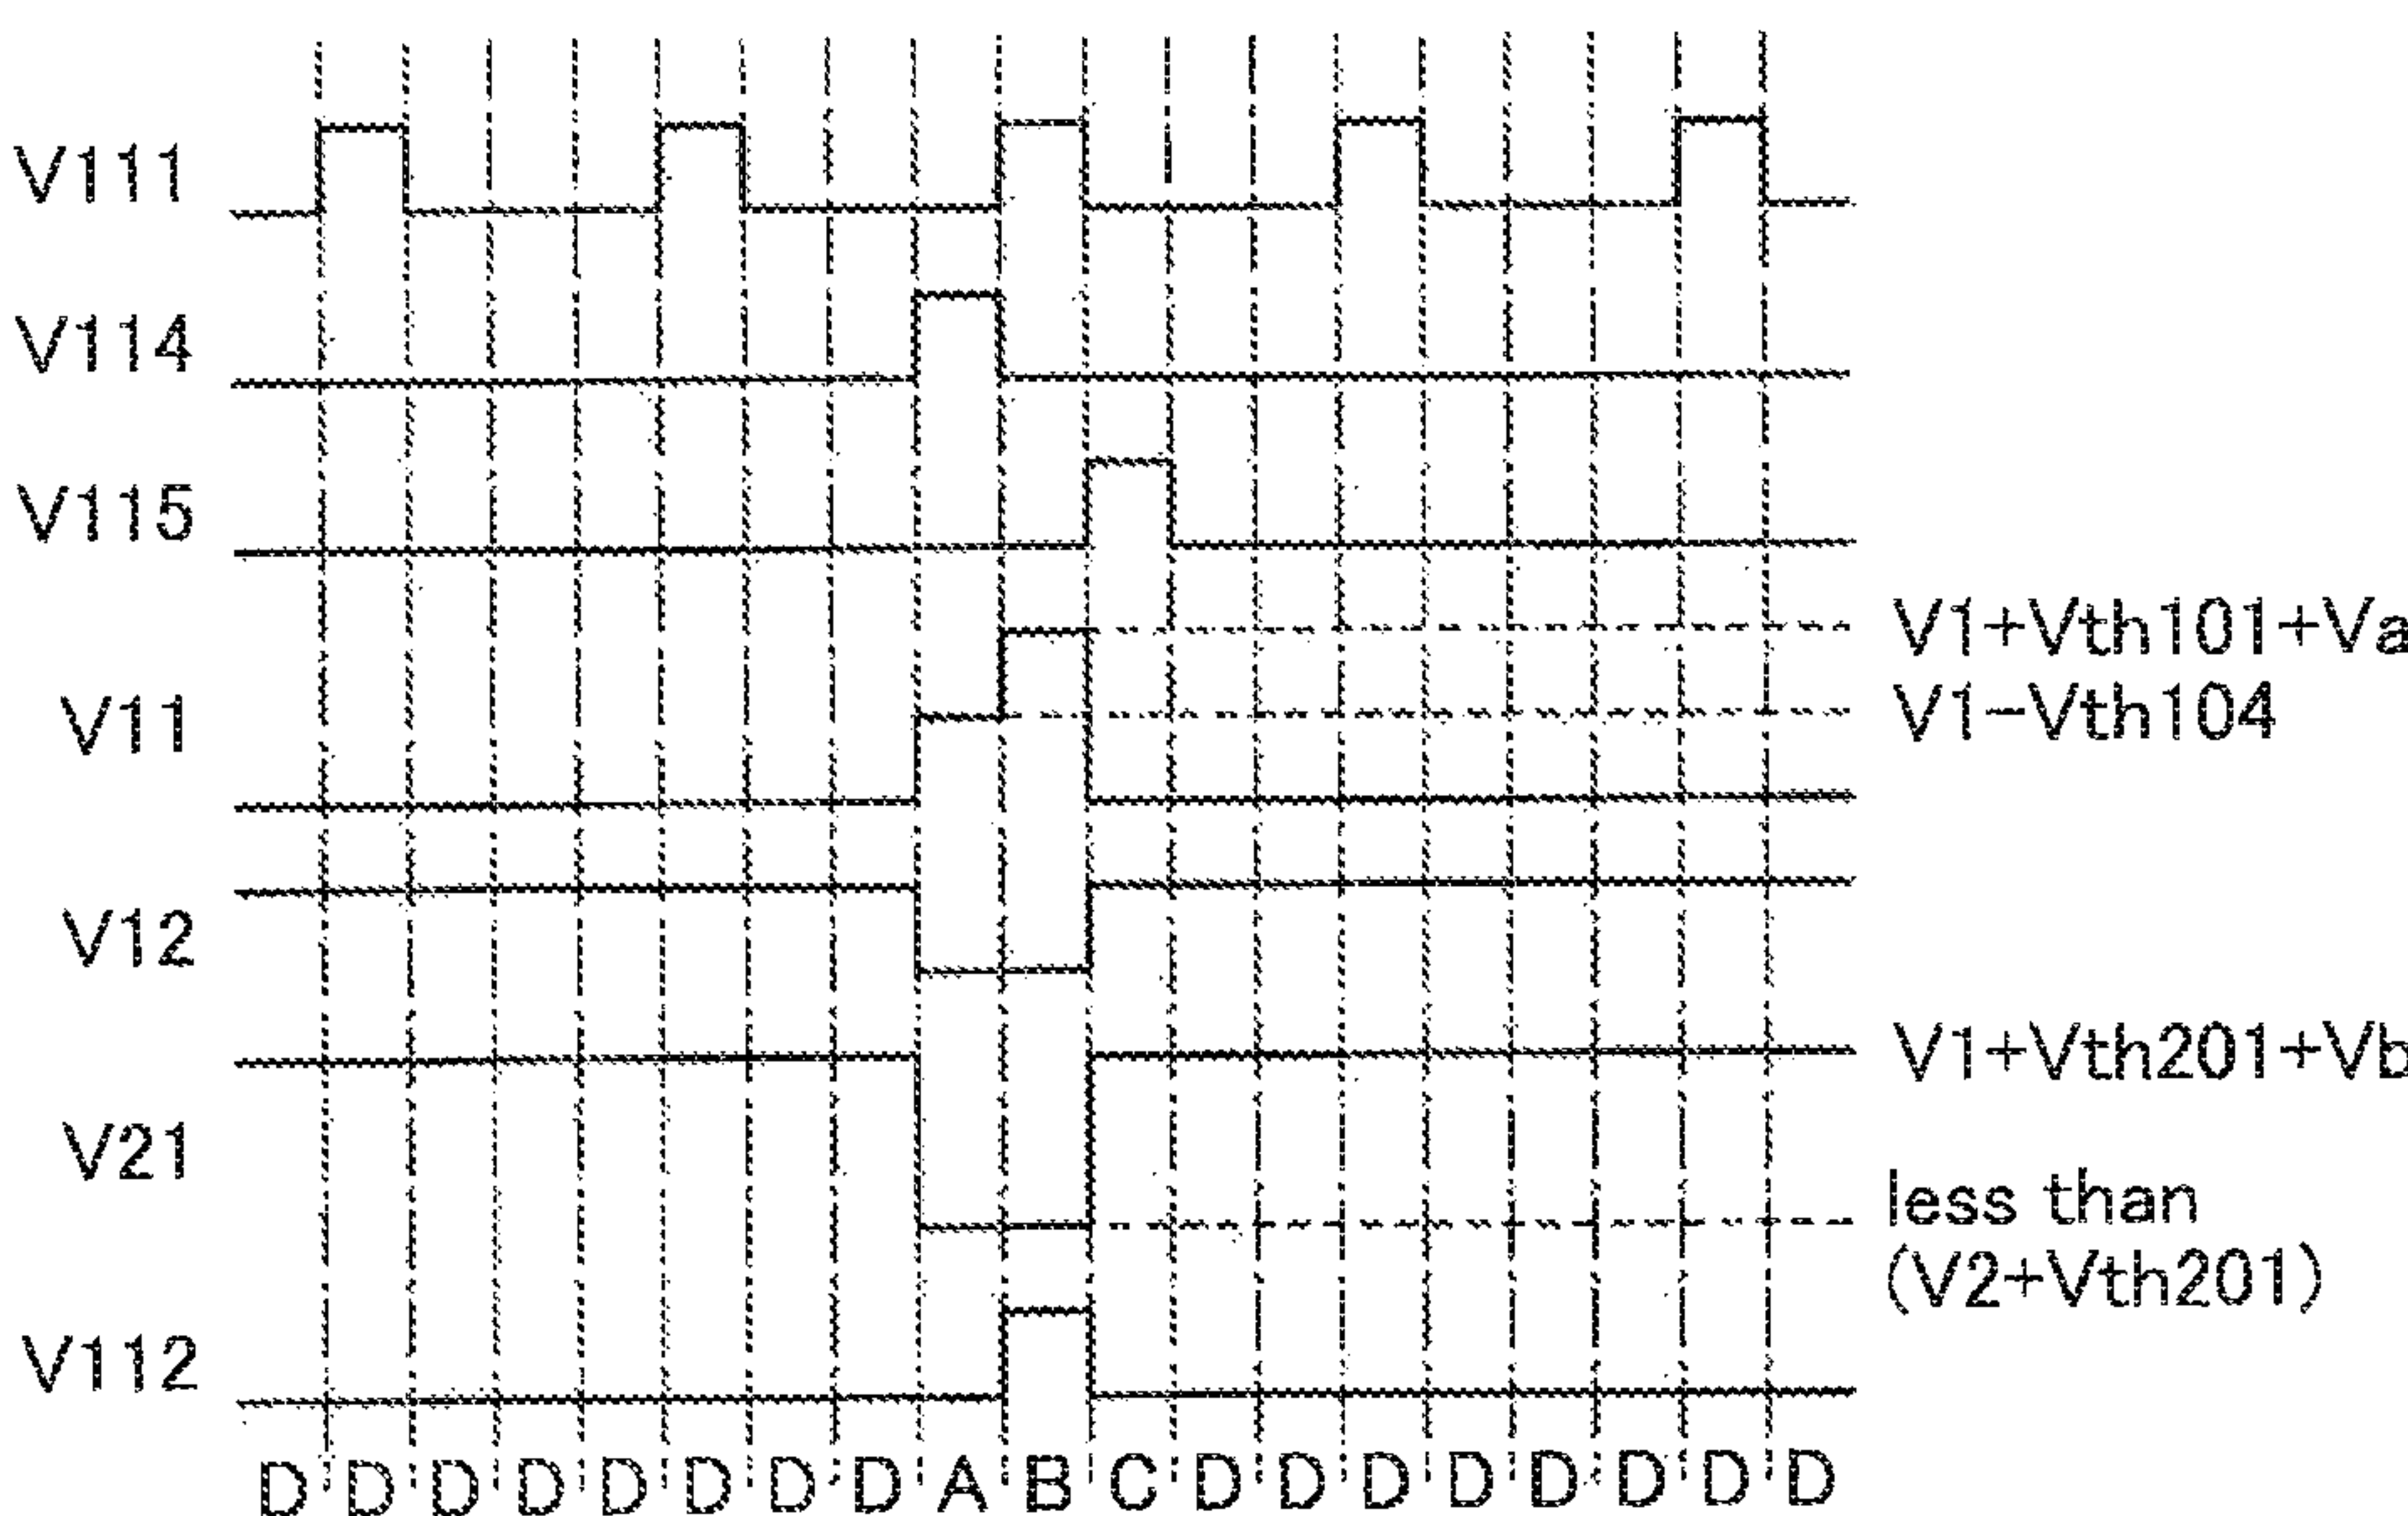 V111
V114
V115
V1+Vth101+Va
V11
V1-Vth104
V12
V1+Vth201+Vb
V21
less than
(V2+Vth201)
V112
D D D D D D D D A B C D D D D D D D D